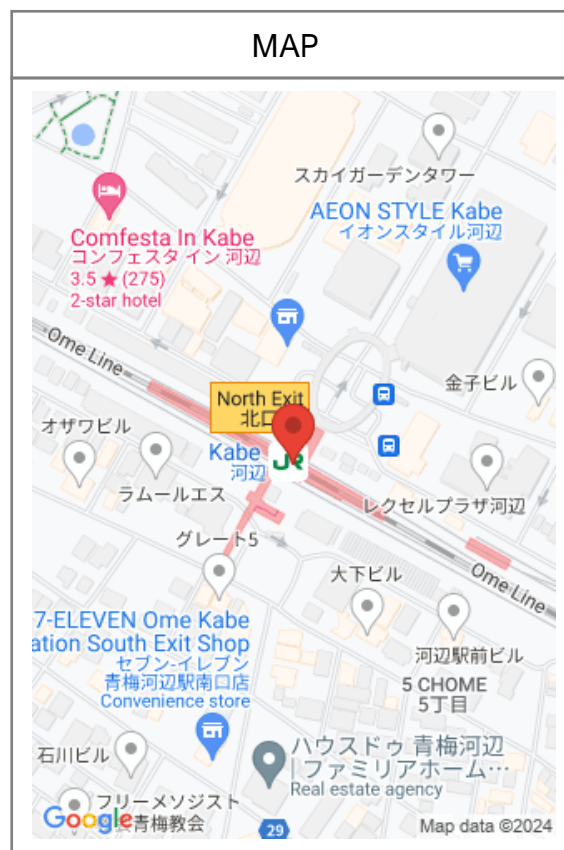 MAP
スカイガーデンタワー
AEON STYLE Kabe
イオンスタイル河辺
Comfesta In Kabe
コンフェスタ イン 河辺
3.5 ★ (275)
2-star hotel
Ome Line
金子ビル
North Exit
北口
オザワビル
Kabe
河辺
JR
ラムールエス
レクセルプラザ河辺
グレート5
大下ビル
Ome Line
7-ELEVEN Ome Kabe
ation South Exit Shop
セブン-イレブン
青梅河辺駅南口店
Convenience store
河辺駅前ビル
5 CHOME
5丁目
石川ビル
ハウスドゥ 青梅河辺
|ファミリアホーム…
Real estate agency
フリーメソジスト
青梅教会
Google
29
Map data ©2024